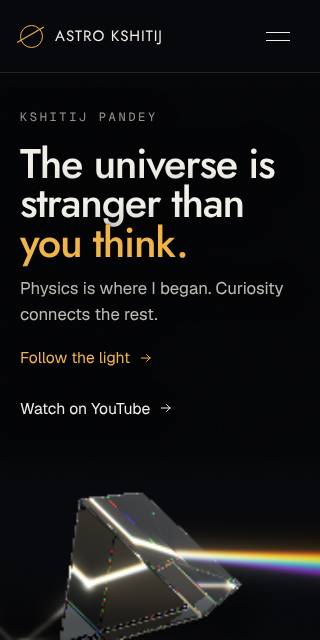 ASTRO KSHITIJ
KSHITIJ PANDEY
The universe is
stranger than
you think.
Physics is where I began. Curiosity
connects the rest.
Follow the light →
Watch on YouTube →